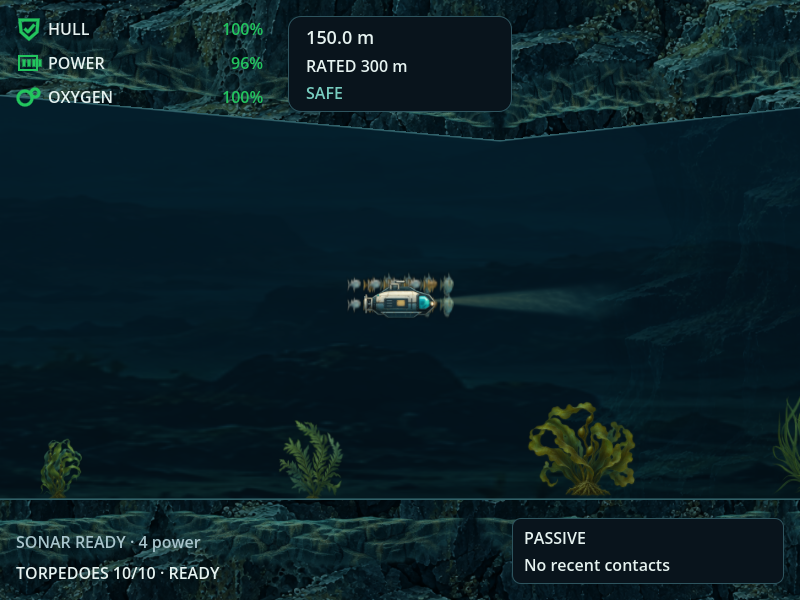 HULL 100%
POWER 96%
OXYGEN 100%
150.0 m
RATED 300 m
SAFE
SONAR READY · 4 power
TORPEDOES 10/10 · READY
PASSIVE
No recent contacts